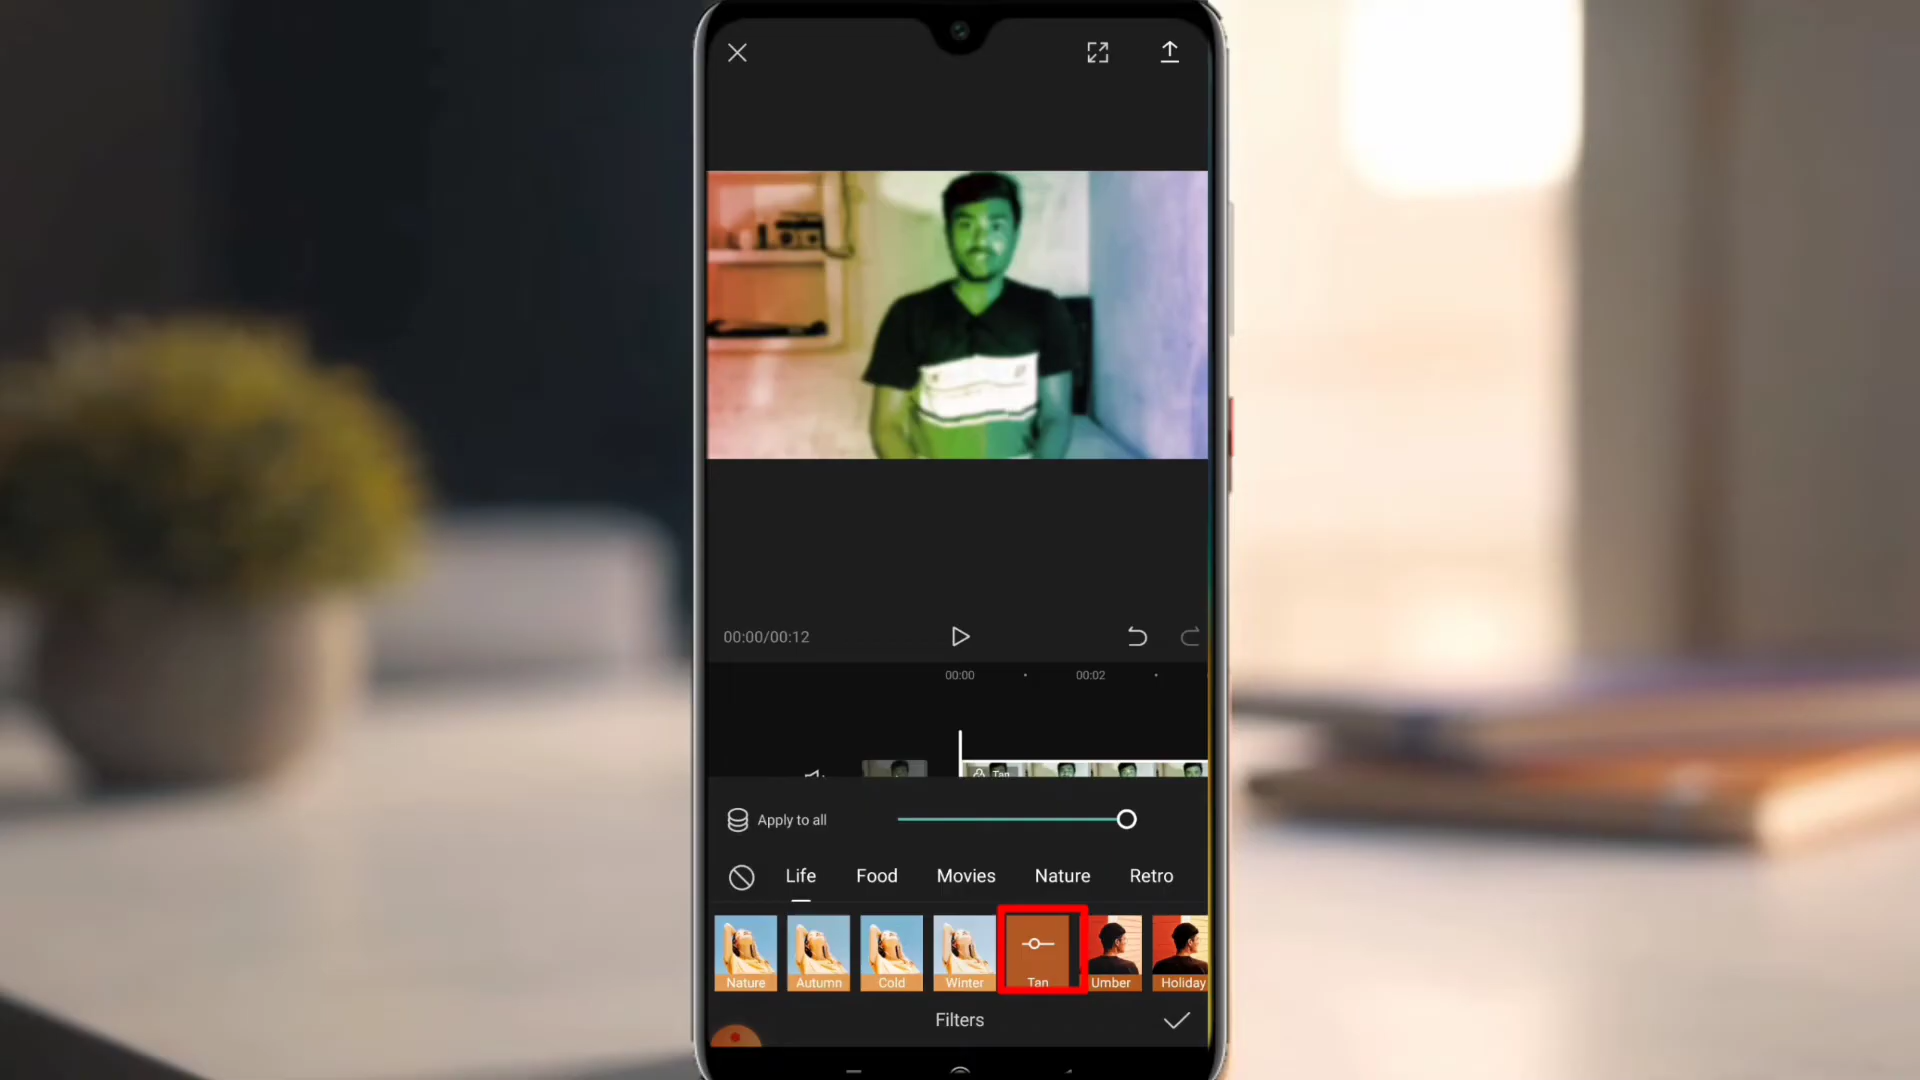 00:00/00:12
00:00
00:02
Tan
Apply to all
Life Food Movies Nature Retro
Nature Autumn Cold Winter Tan Umber Holiday
Filters